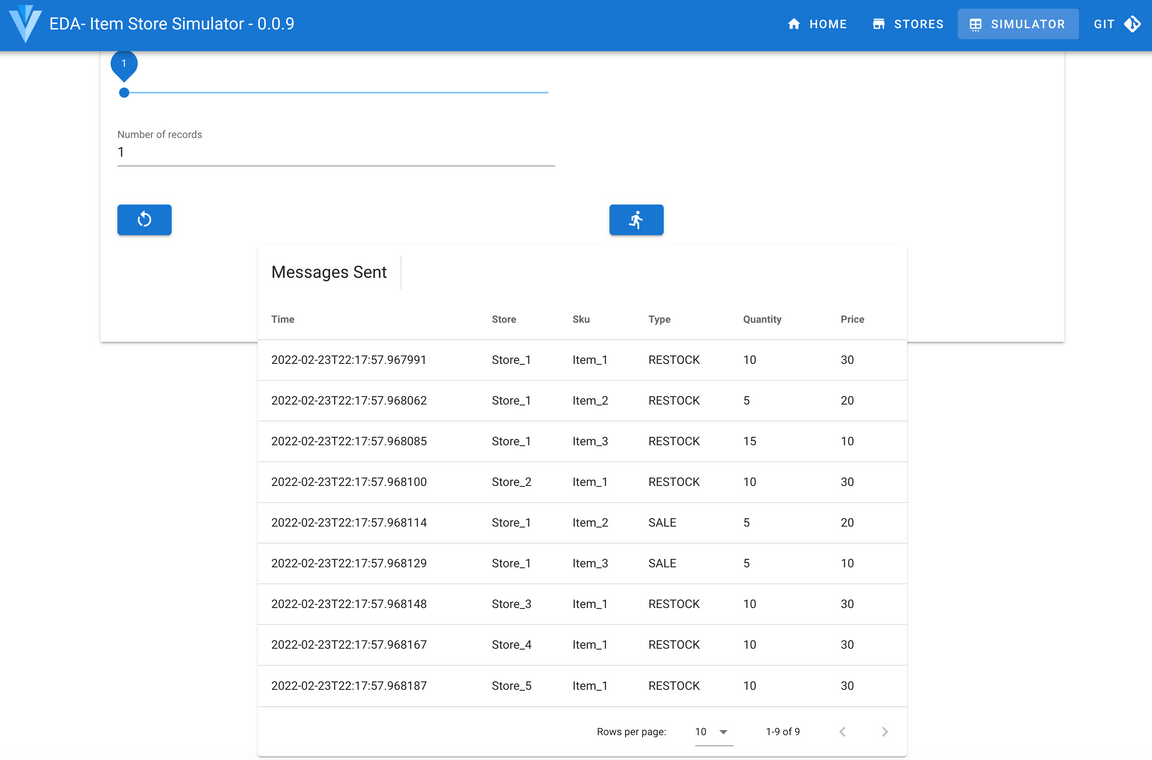 EDA- Item Store Simulator - 0.0.9 HOME STORES SIMULATOR GIT
1
Number of records
1
Messages Sent
Time Store Sku Type Quantity Price
2022-02-23T22:17:57.967991 Store_1 Item_1 RESTOCK 10 30
2022-02-23T22:17:57.968062 Store_1 Item_2 RESTOCK 5 20
2022-02-23T22:17:57.968085 Store_1 Item_3 RESTOCK 15 10
2022-02-23T22:17:57.968100 Store_2 Item_1 RESTOCK 10 30
2022-02-23T22:17:57.968114 Store_1 Item_2 SALE 5 20
2022-02-23T22:17:57.968129 Store_1 Item_3 SALE 5 10
2022-02-23T22:17:57.968148 Store_3 Item_1 RESTOCK 10 30
2022-02-23T22:17:57.968167 Store_4 Item_1 RESTOCK 10 30
2022-02-23T22:17:57.968187 Store_5 Item_1 RESTOCK 10 30
Rows per page: 10 1-9 of 9